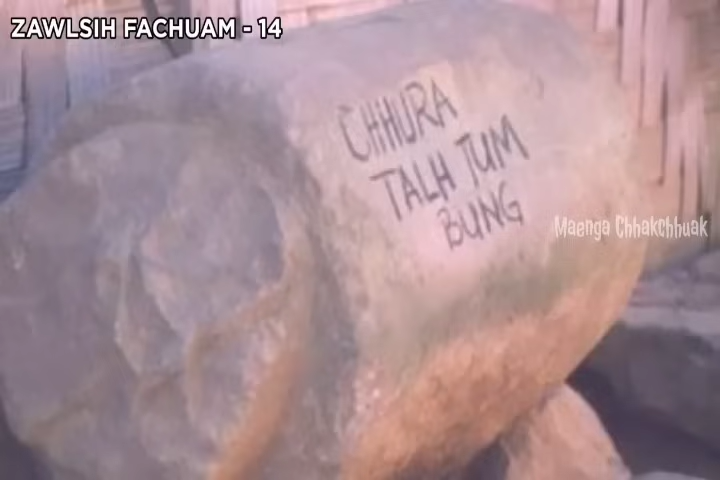 ZAWLSIH FACHUAM - 14
CHHURA
TALH TUM
BUNG
Maenga Chhakchhuak